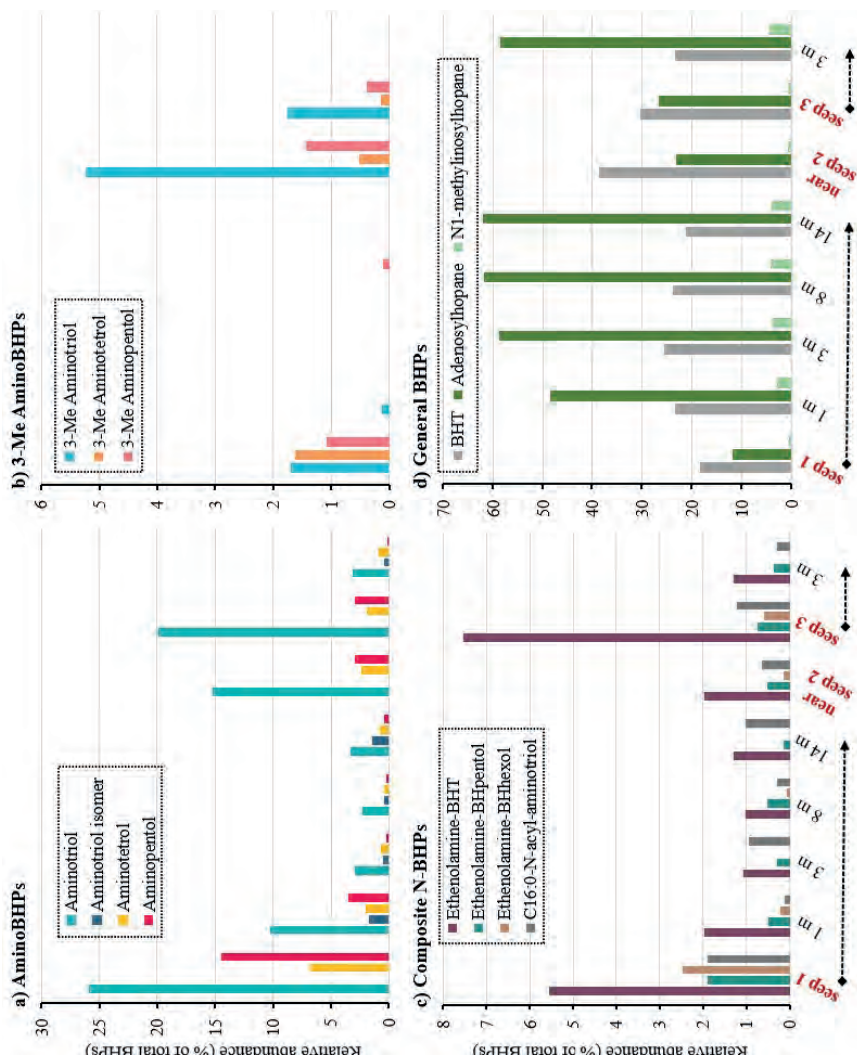 a) AminoBHPs
Relative abundance (% of total BHPs)
30
25
20
15
10
5
0
Aminotriol
Aminotriol isomer
Aminotetrol
Aminopentol
b) 3-Me AminoBHPs
6
5
4
3
2
1
0
3-Me Aminotriol
3-Me Aminotetrol
3-Me Aminopentol
c) Composite N-BHPs
Relative abundance (% of total BHPs)
8
7
6
5
4
3
2
1
0
Ethenolamine-BHT
Ethenolamine-BHpentol
Ethenolamine-BHhexol
C16:0-N-acyl-aminotriol
seep 1
1 m
3 m
8 m
14 m
near
seep 2
seep 3
3 m
d) General BHPs
70
60
50
40
30
20
10
0
BHT Adenosylhopane N1-methylinosylhopane
seep 1
1 m
3 m
8 m
14 m
near
seep 2
seep 3
3 m